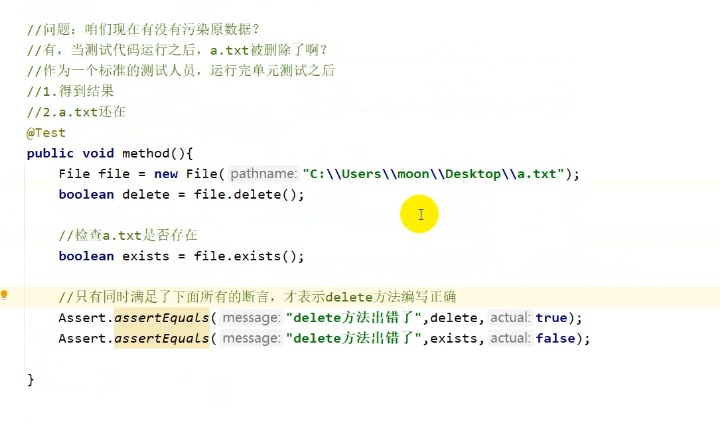 //问题：咱们现在有没有污染原数据？
//有，当测试代码运行之后，a.txt被删除了啊？
//作为一个标准的测试人员，运行完单元测试之后
//1.得到结果
//2.a.txt还在
@Test
public void method(){
File file = new File( pathname: "C:\\Users\\moon\\Desktop\\a.txt");
boolean delete = file.delete();
//检查a.txt是否存在
boolean exists = file.exists();
//只有同时满足了下面所有的断言，才表示delete方法编写正确
Assert.assertEquals( message: "delete方法出错了",delete, actual: true);
Assert.assertEquals( message: "delete方法出错了",exists, actual: false);
}